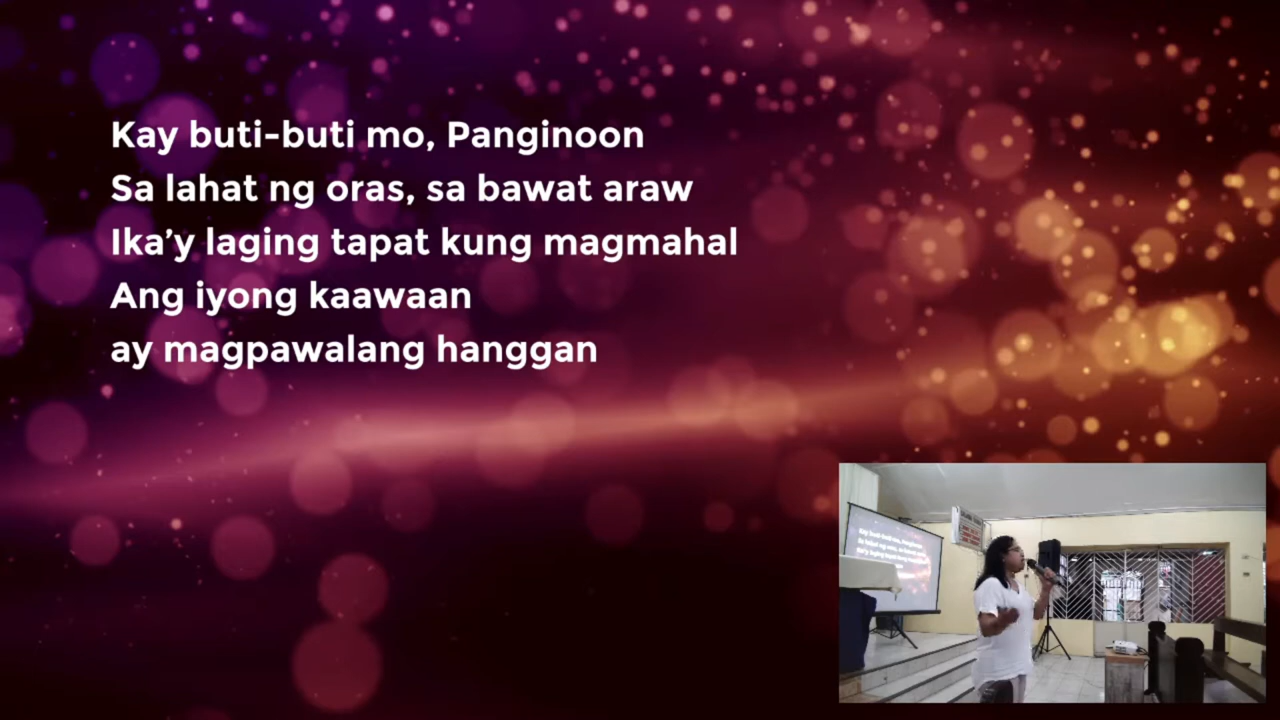 Kay buti-buti mo, Panginoon
Sa lahat ng oras, sa bawat araw
Ika’y laging tapat kung magmahal
Ang iyong kaawaan
ay magpawalang hanggan